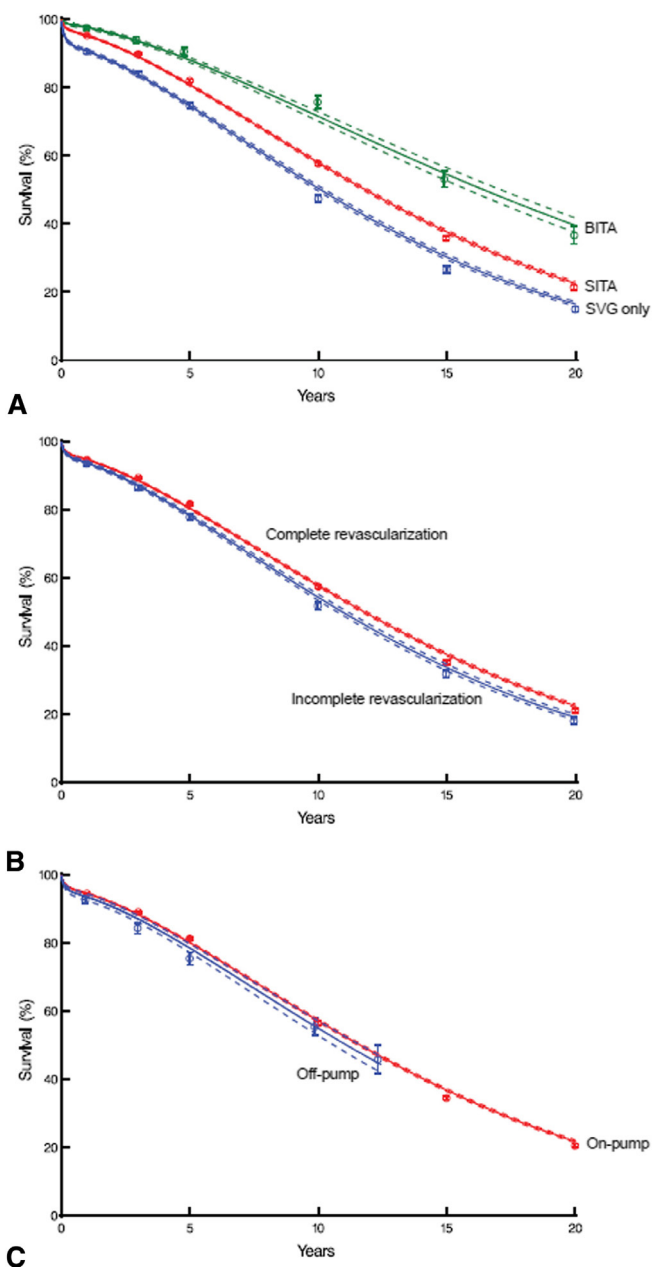 100
80
60
40
20
0
Survival (%)
BITA
SITA
SVG only
0 5 10 15 20
Years
A
100
80
60
40
20
0
Survival (%)
Complete revascularization
Incomplete revascularization
0 5 10 15 20
Years
B
100
80
60
40
20
0
Survival (%)
Off-pump
On-pump
0 5 10 15 20
Years
C